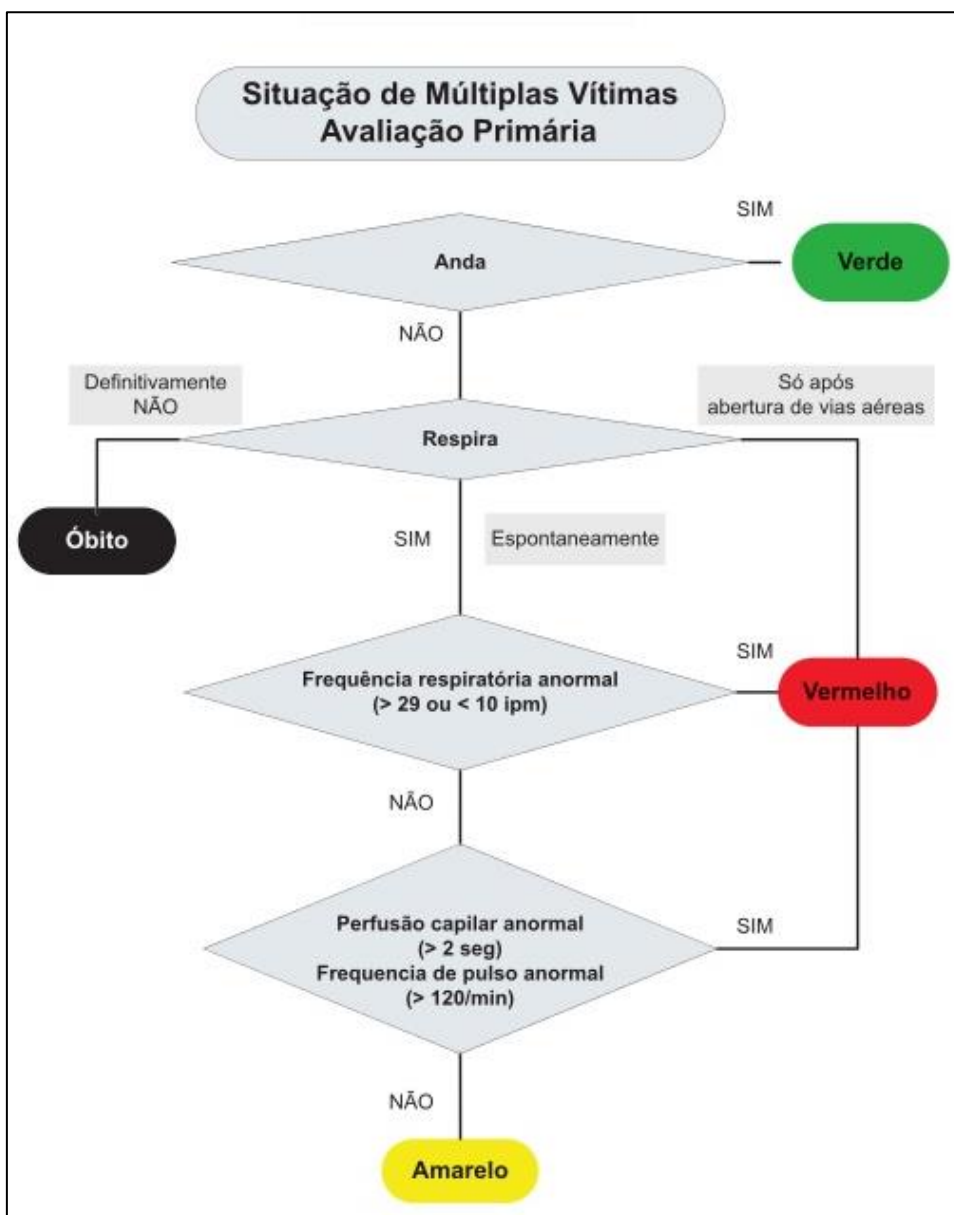 Situação de Múltiplas Vítimas
Avaliação Primária
SIM
Anda
Verde
NÃO
Definitivamente
NÃO
Só após
abertura de vias aéreas
Respira
Óbito
SIM
Espontaneamente
Frequência respiratória anormal
(> 29 ou < 10 ipm)
SIM
Vermelho
NÃO
Perfusão capilar anormal
(> 2 seg)
Frequencia de pulso anormal
(> 120/min)
SIM
NÃO
Amarelo